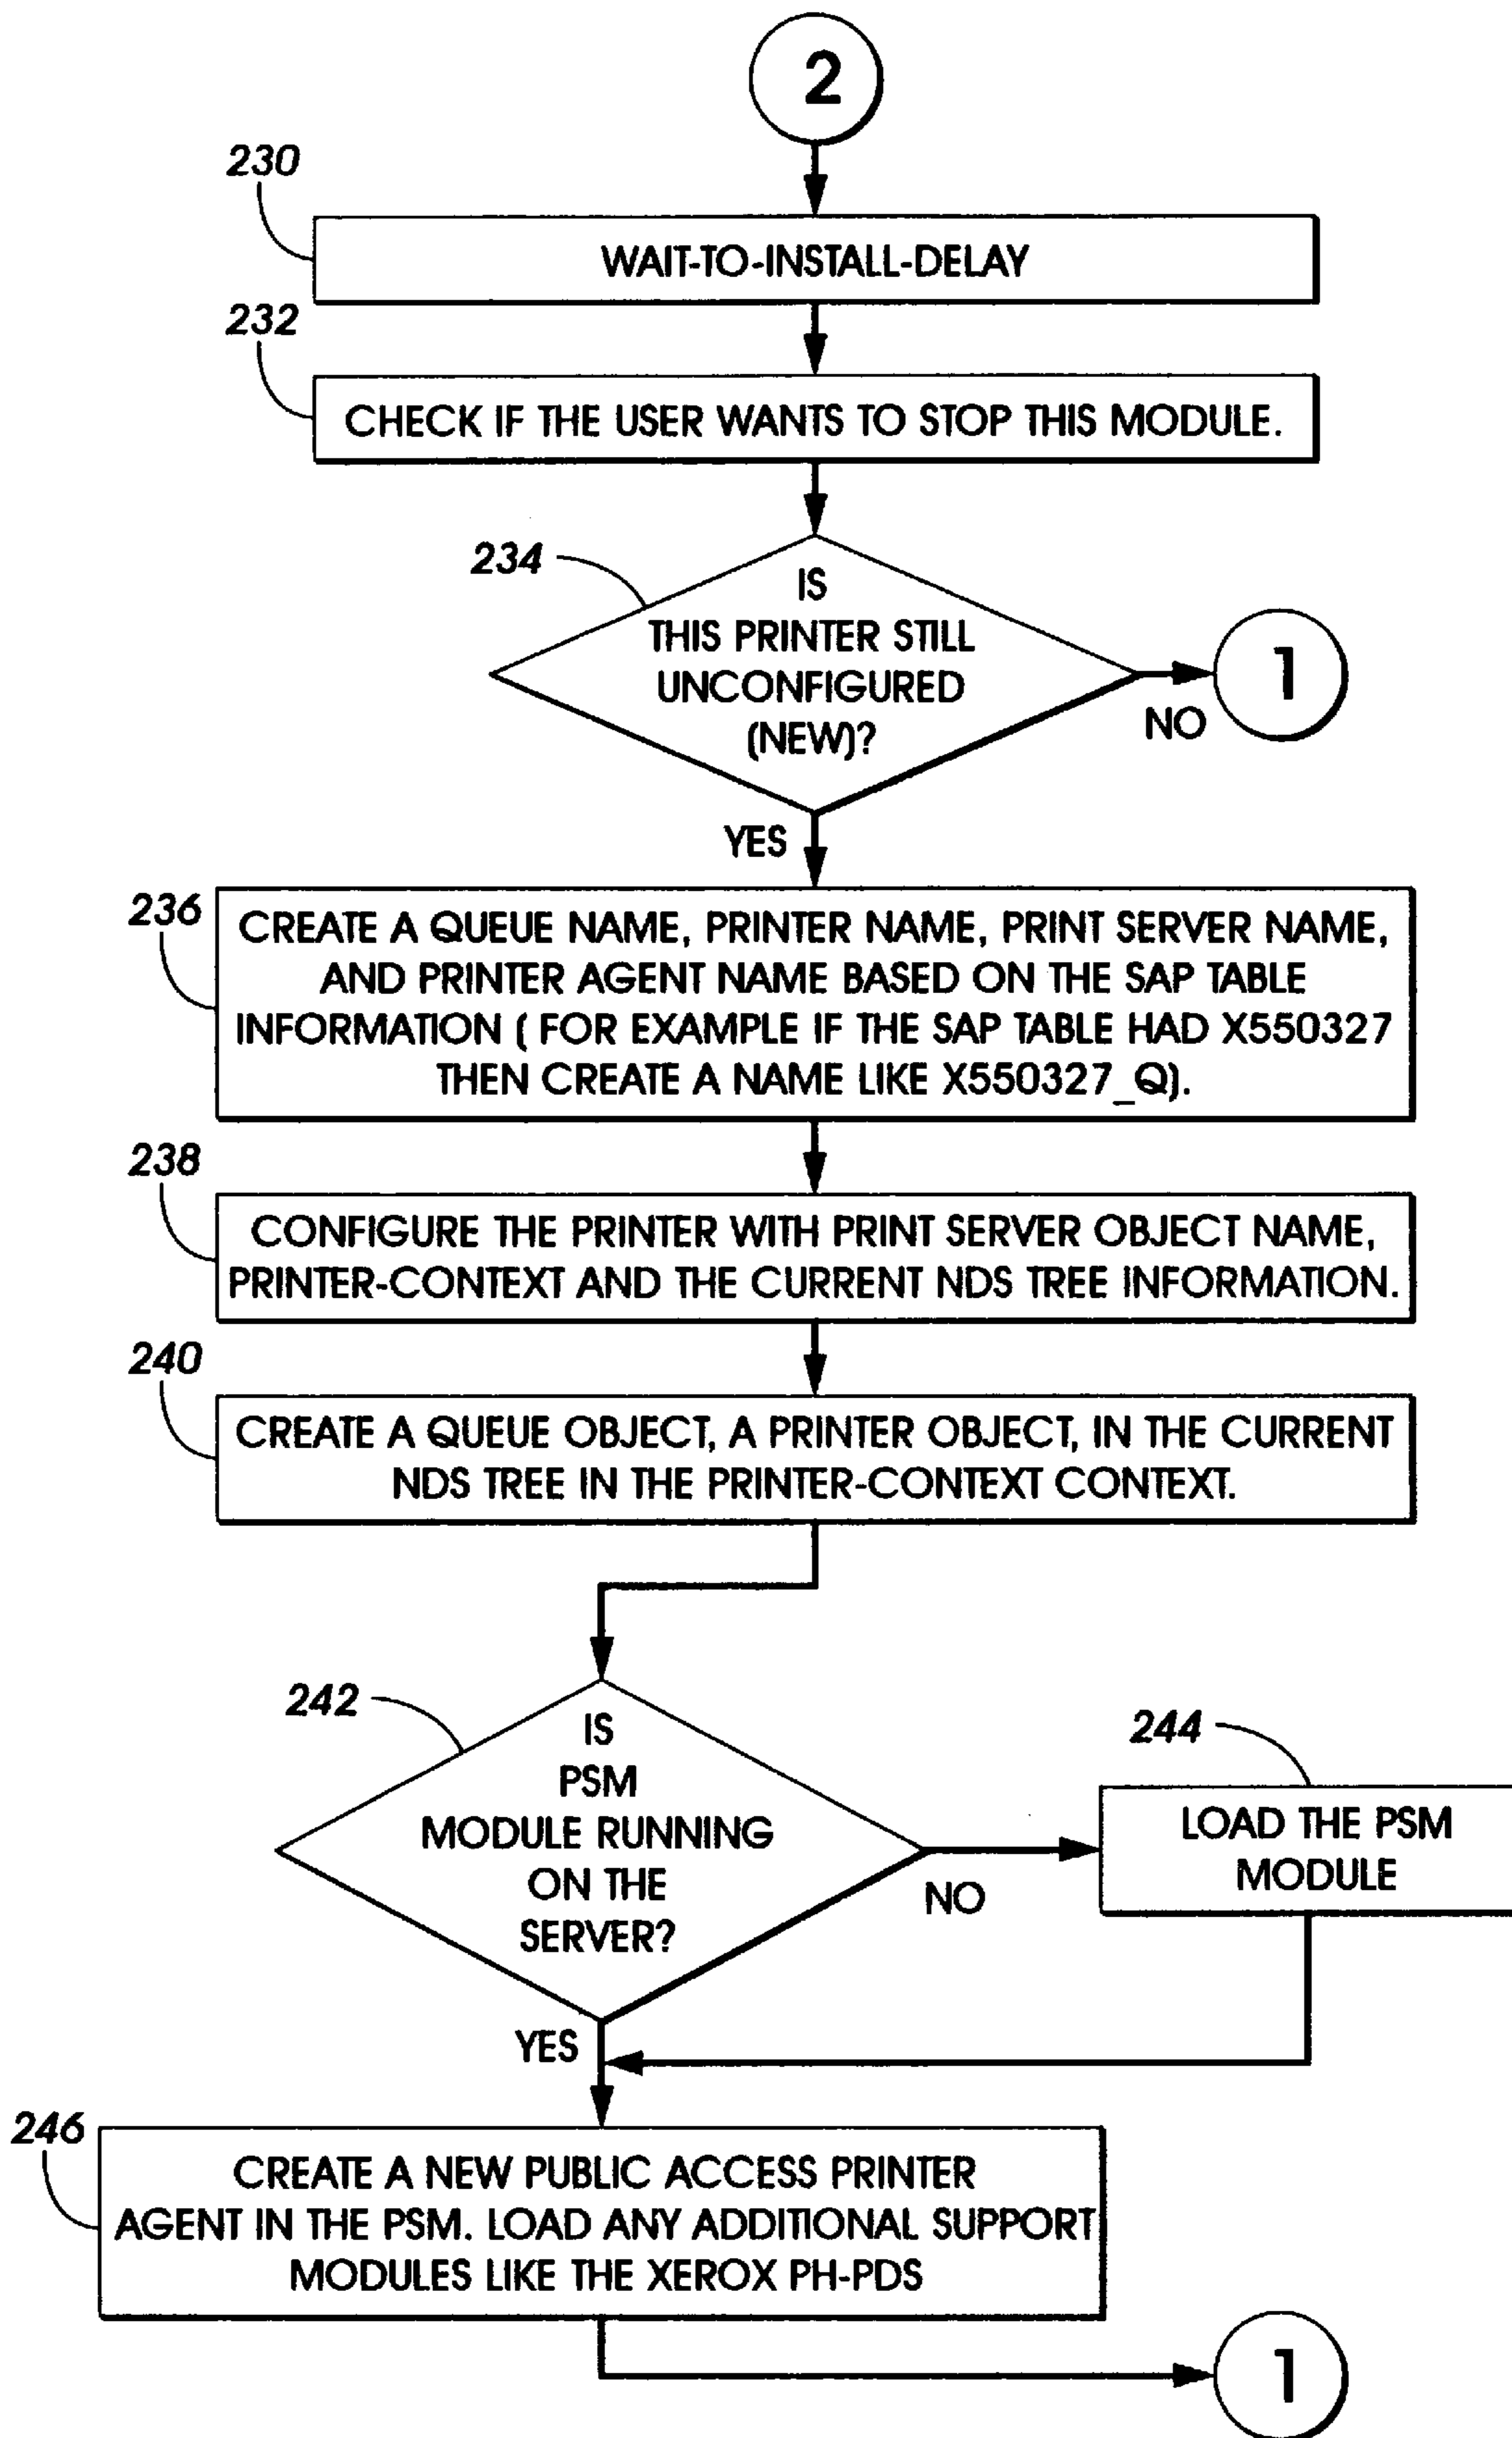 2
230
WAIT-TO-INSTALL-DELAY
232
CHECK IF THE USER WANTS TO STOP THIS MODULE.
234
IS
THIS PRINTER STILL
UNCONFIGURED
(NEW)?
1
NO
YES
236
CREATE A QUEUE NAME, PRINTER NAME, PRINT SERVER NAME,
AND PRINTER AGENT NAME BASED ON THE SAP TABLE
INFORMATION ( FOR EXAMPLE IF THE SAP TABLE HAD X550327
THEN CREATE A NAME LIKE X550327_Q).
238
CONFIGURE THE PRINTER WITH PRINT SERVER OBJECT NAME,
PRINTER-CONTEXT AND THE CURRENT NDS TREE INFORMATION.
240
CREATE A QUEUE OBJECT, A PRINTER OBJECT, IN THE CURRENT
NDS TREE IN THE PRINTER-CONTEXT CONTEXT.
242
IS
PSM
MODULE RUNNING
ON THE
SERVER?
244
LOAD THE PSM
MODULE
NO
YES
246
CREATE A NEW PUBLIC ACCESS PRINTER
AGENT IN THE PSM. LOAD ANY ADDITIONAL SUPPORT
MODULES LIKE THE XEROX PH-PDS
1